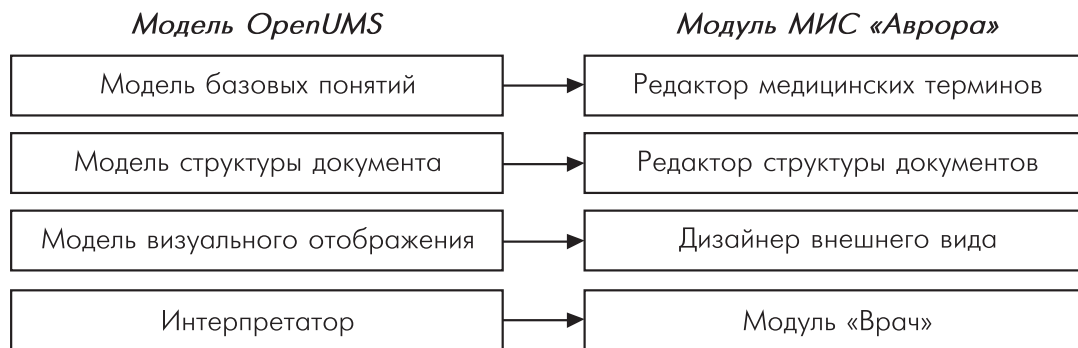 Модель OpenUMS
Модуль МИС «Аврора»
Модель базовых понятий
Редактор медицинских терминов
Модель структуры документа
Редактор структуры документов
Модель визуального отображения
Дизайнер внешнего вида
Интерпретатор
Модуль «Врач»